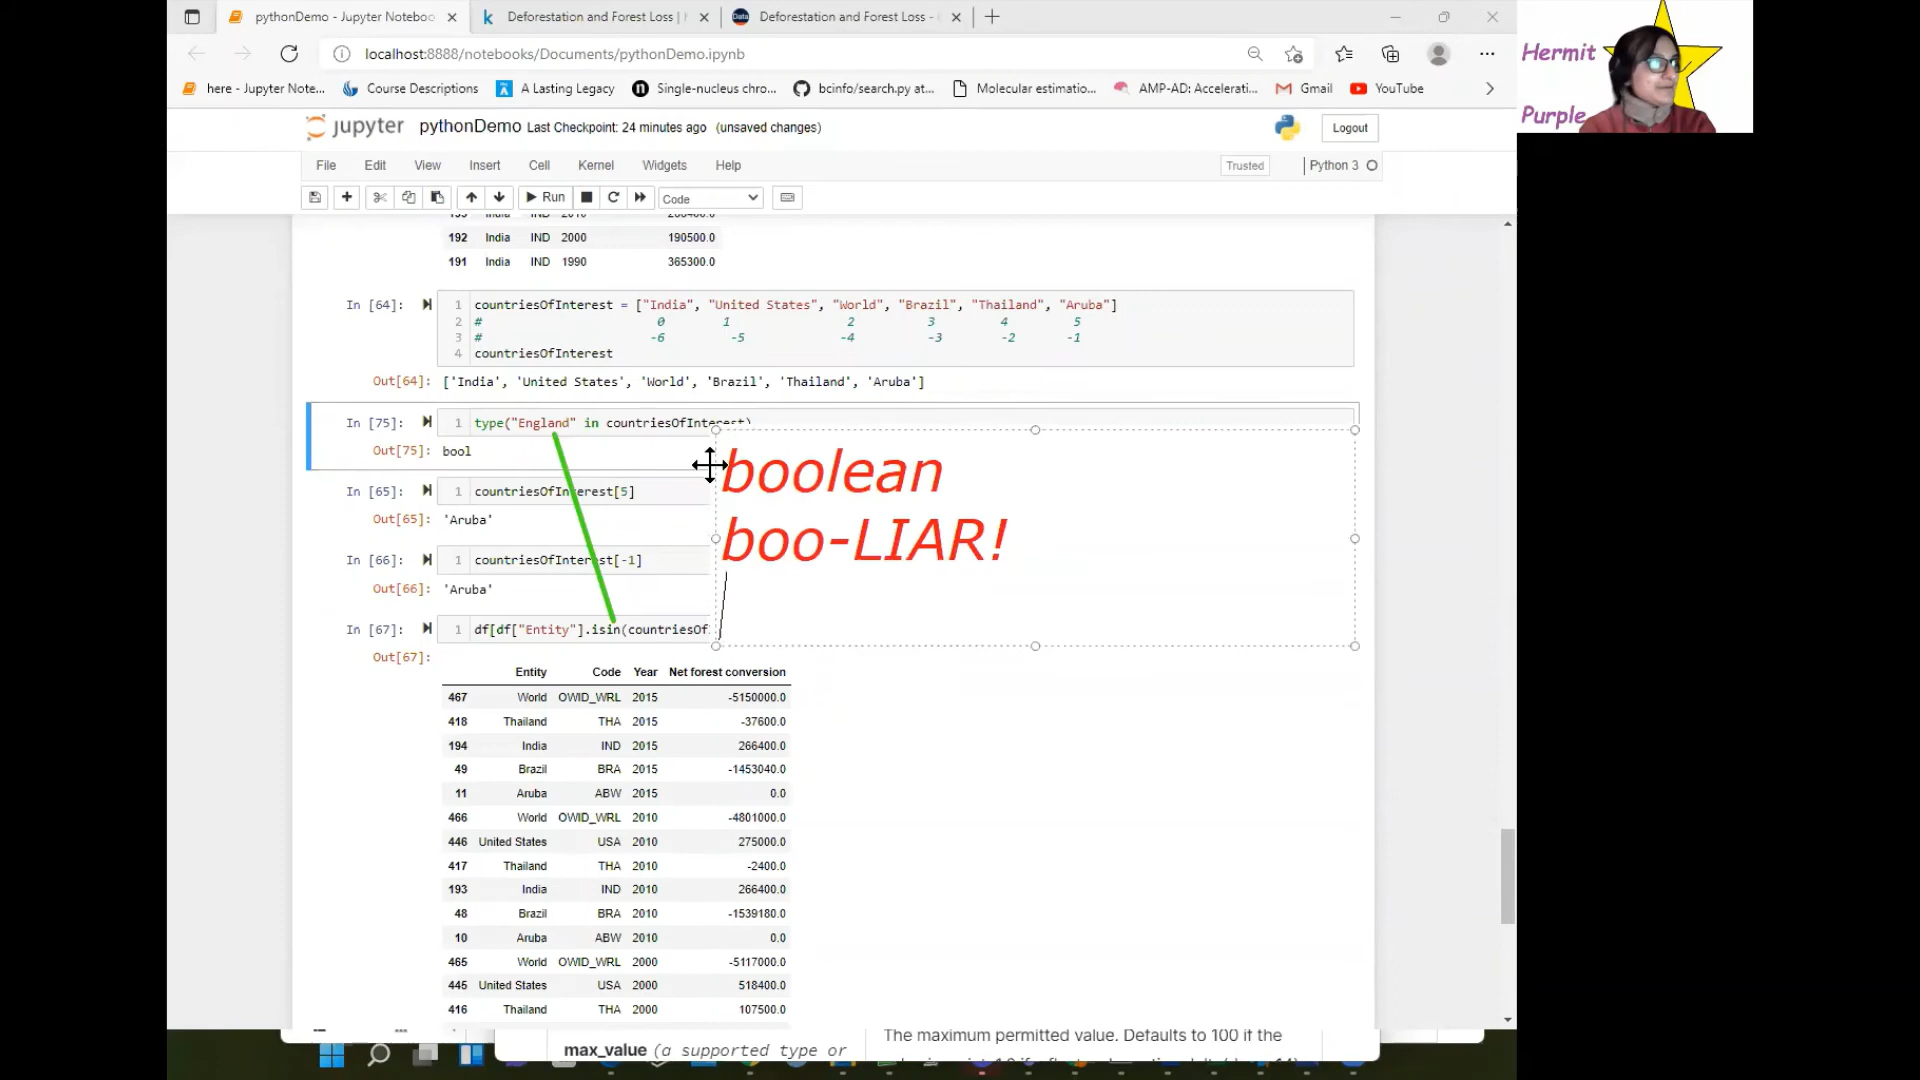 pythonDemo - Jupyter Noteboo
Deforestation and Forest Loss |
Deforestation and Forest Loss -
localhost:8888/notebooks/Documents/pythonDemo.ipynb
here - Jupyter Note...
Course Descriptions
A Lasting Legacy
Single-nucleus chro...
bcinfo/search.py at...
Molecular estimatio...
AMP-AD: Accelerati...
Gmail
YouTube
Hermit
Purple
jupyter pythonDemo Last Checkpoint: 24 minutes ago (unsaved changes)
Logout
File Edit View Insert Cell Kernel Widgets Help
Trusted
Python 3
Run
Code
192 India IND 2000 190500.0
191 India IND 1990 365300.0
In [64]:
1 countriesOfInterest = ["India", "United States", "World", "Brazil", "Thailand", "Aruba"]
2 # 0 1 2 3 4 5
3 # -6 -5 -4 -3 -2 -1
4 countriesOfInterest
Out[64]: ['India', 'United States', 'World', 'Brazil', 'Thailand', 'Aruba']
In [75]: 1 type("England" in countriesOfInterest)
Out[75]: bool
boolean
boo-LIAR!
In [65]: 1 countriesOfInterest[5]
Out[65]: 'Aruba'
In [66]: 1 countriesOfInterest[-1]
Out[66]: 'Aruba'
In [67]: 1 df[df["Entity"].isin(countriesOf
Out[67]:
Entity Code Year Net forest conversion
467 World OWID_WRL 2015 -5150000.0
418 Thailand THA 2015 -37600.0
194 India IND 2015 266400.0
49 Brazil BRA 2015 -1453040.0
11 Aruba ABW 2015 0.0
466 World OWID_WRL 2010 -4801000.0
446 United States USA 2010 275000.0
417 Thailand THA 2010 -2400.0
193 India IND 2010 266400.0
48 Brazil BRA 2010 -1539180.0
10 Aruba ABW 2010 0.0
465 World OWID_WRL 2000 -5117000.0
445 United States USA 2000 518400.0
416 Thailand THA 2000 107500.0
max_value (a supported type or
The maximum permitted value. Defaults to 100 if the